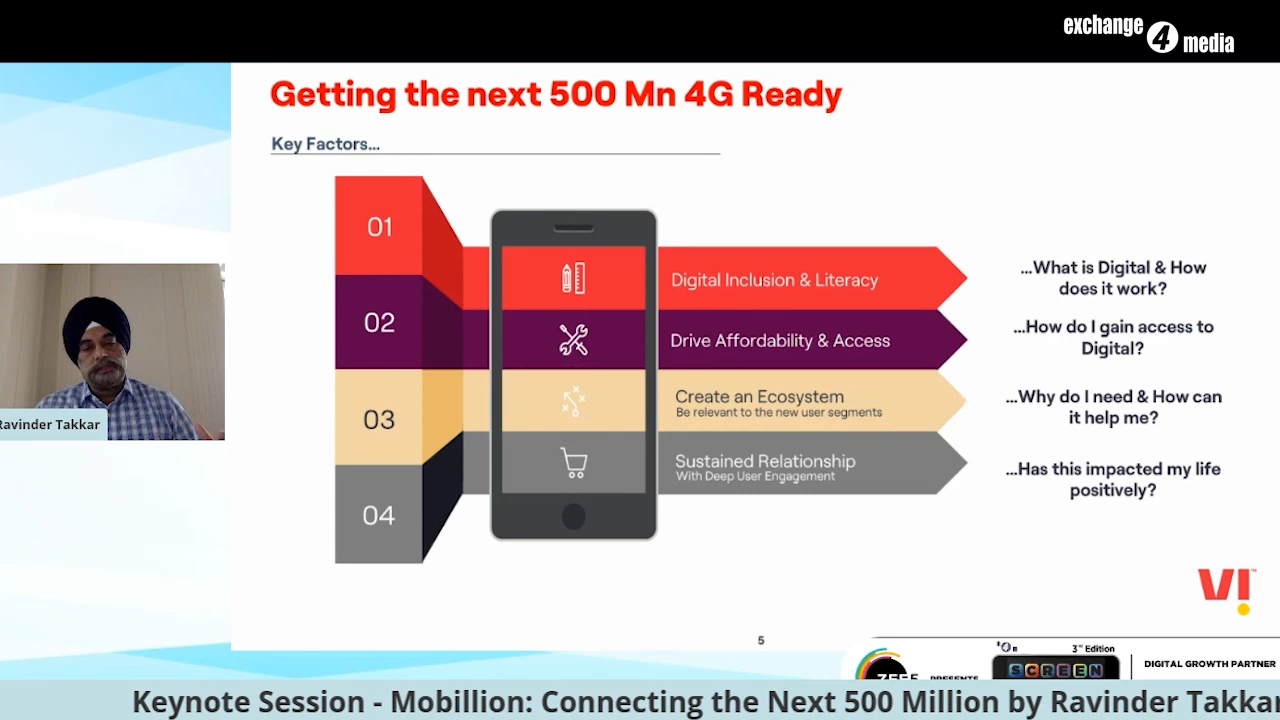 exchange
4
media
Getting the next 500 Mn 4G Ready
Key Factors...
01
02
03
04
Digital Inclusion & Literacy
Drive Affordability & Access
Create an Ecosystem
Be relevant to the new user segments
Sustained Relationship
With Deep User Engagement
...What is Digital & How
does it work?
...How do I gain access to
Digital?
...Why do I need & How can
it help me?
...Has this impacted my life
positively?
Ravinder Takkar
VI
5
3rd Edition
SCREEN
DIGITAL GROWTH PARTNER
Keynote Session - Mobillion: Connecting the Next 500 Million by Ravinder Takkar